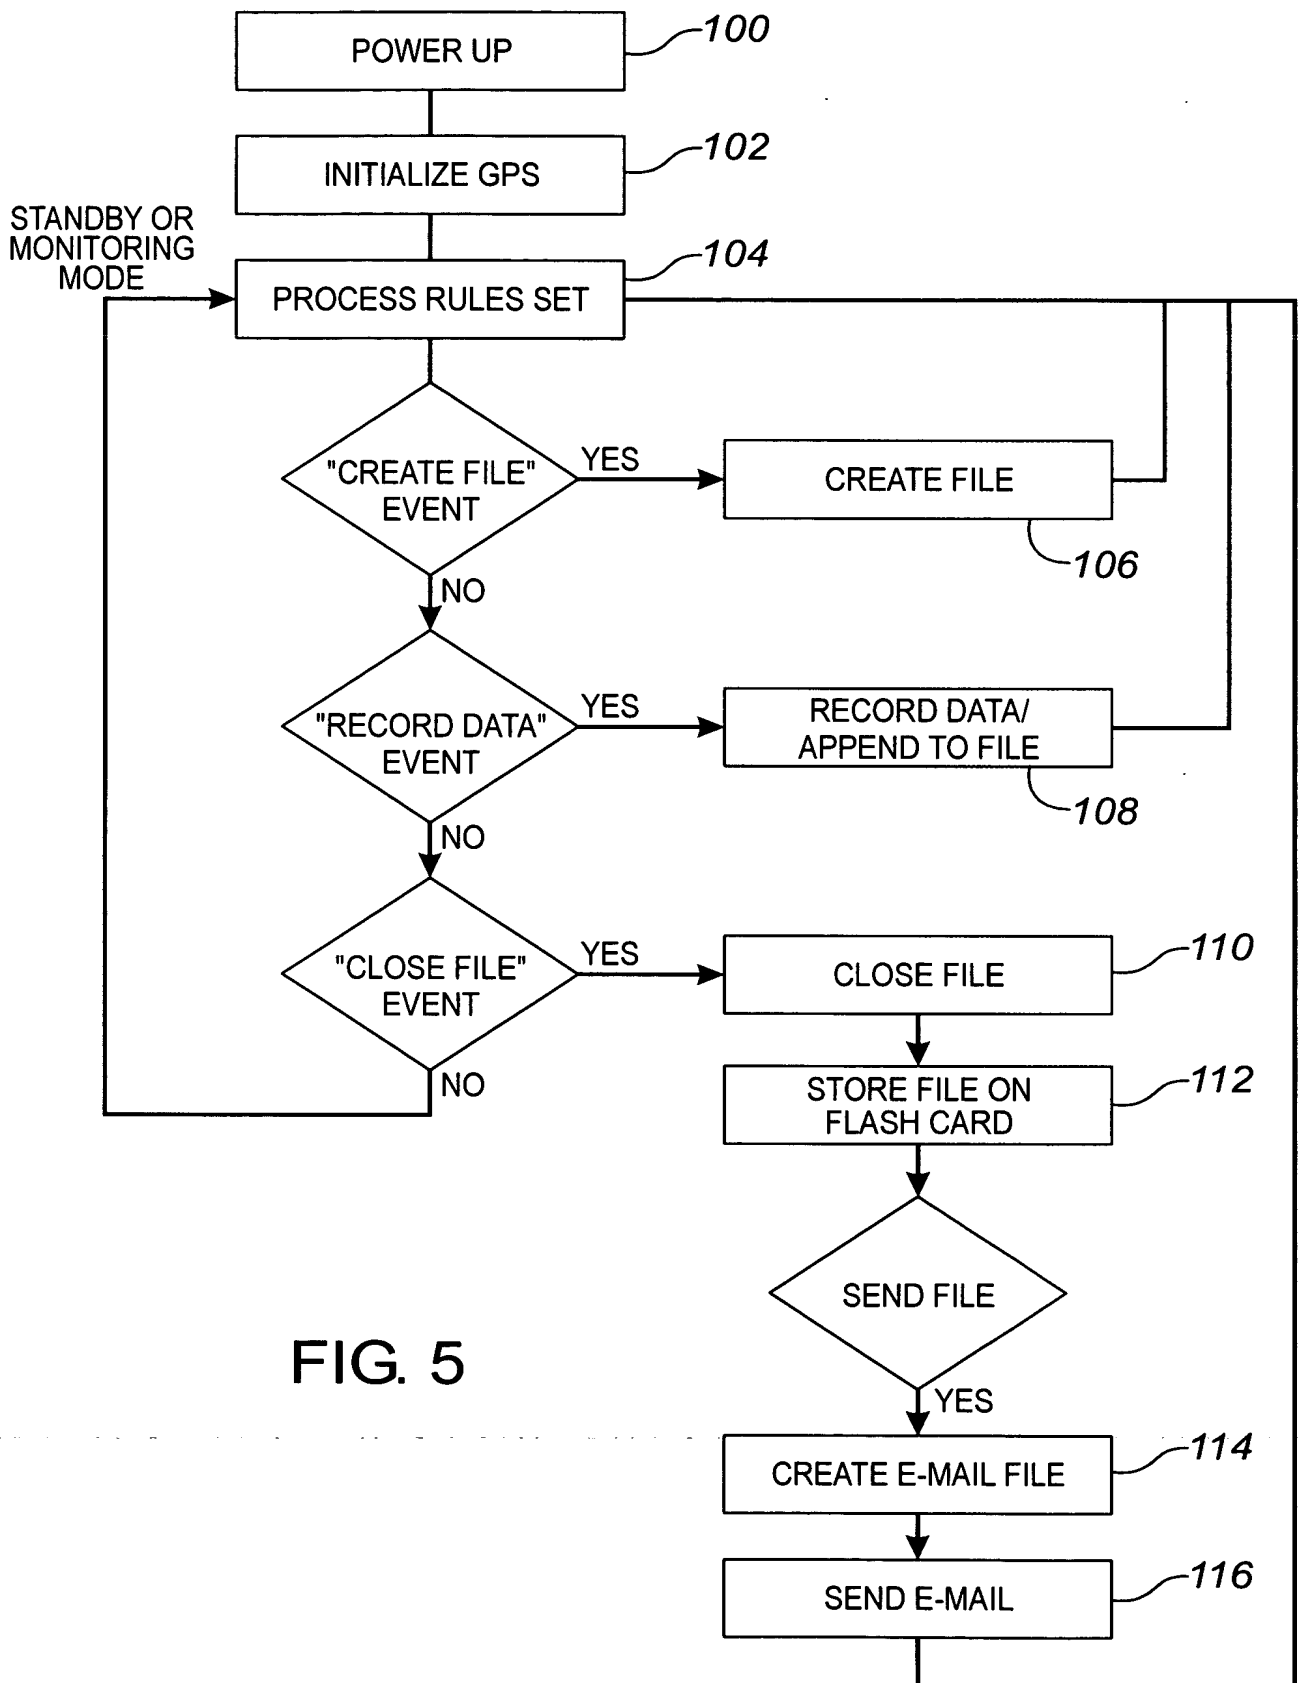 POWER UP
100
INITIALIZE GPS
102
STANDBY OR
MONITORING
MODE
PROCESS RULES SET
104
"CREATE FILE"
EVENT
YES
CREATE FILE
106
NO
"RECORD DATA"
EVENT
YES
RECORD DATA/
APPEND TO FILE
108
NO
"CLOSE FILE"
EVENT
YES
CLOSE FILE
110
NO
STORE FILE ON
FLASH CARD
112
SEND FILE
YES
FIG. 5
CREATE E-MAIL FILE
114
SEND E-MAIL
116